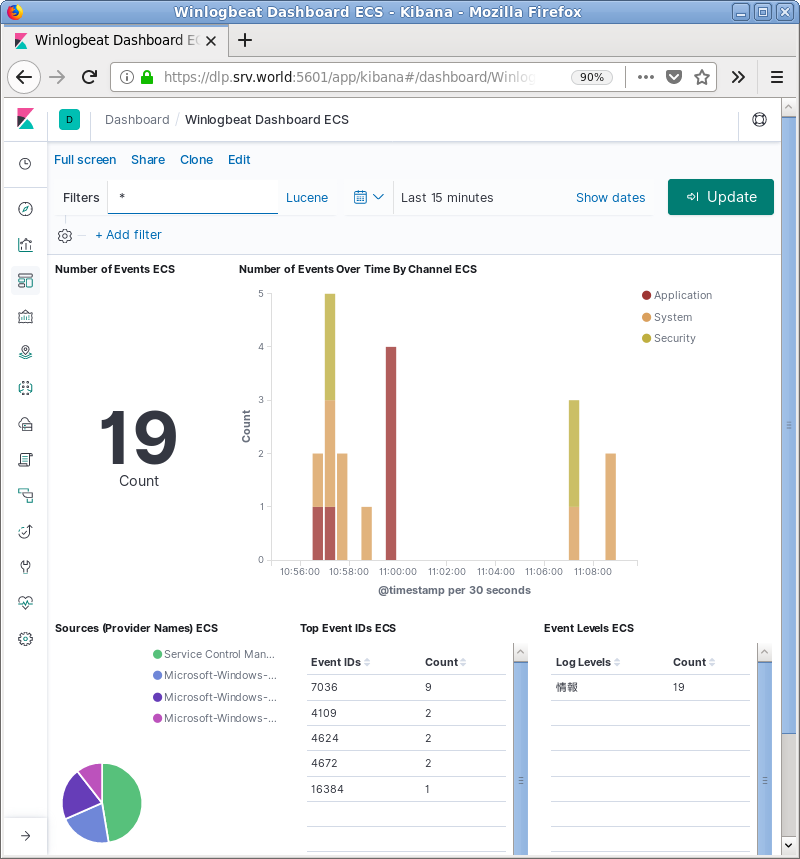 Winlogbeat Dashboard ECS - Kibana - Mozilla Firefox
Winlogbeat Dashboard EC
https://dlp.srv.world:5601/app/kibana#/dashboard/Winlog
90%
D
Dashboard / Winlogbeat Dashboard ECS
Full screen Share Clone Edit
Filters * Lucene Last 15 minutes Show dates Update
+ Add filter
Number of Events ECS
19
Count
Number of Events Over Time By Channel ECS
Application
System
Security
Count
5
4
3
2
1
0
10:56:00 10:58:00 11:00:00 11:02:00 11:04:00 11:06:00 11:08:00
@timestamp per 30 seconds
Sources (Provider Names) ECS
Service Control Man...
Microsoft-Windows-...
Microsoft-Windows-...
Microsoft-Windows-...
Top Event IDs ECS
Event IDs Count
7036 9
4109 2
4624 2
4672 2
16384 1
Event Levels ECS
Log Levels Count
情報 19